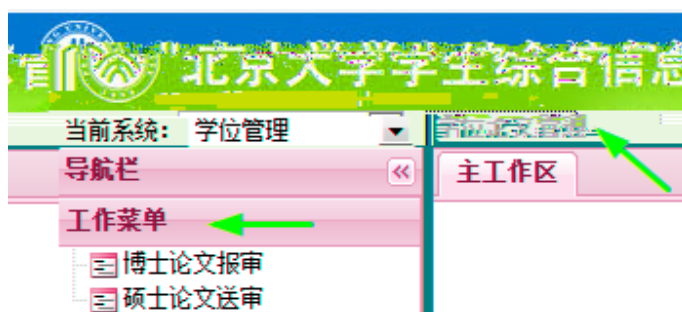 北京大学学生综合信息
当前系统： 学位管理
导航栏 主工作区
工作菜单
博士论文报审
硕士论文送审